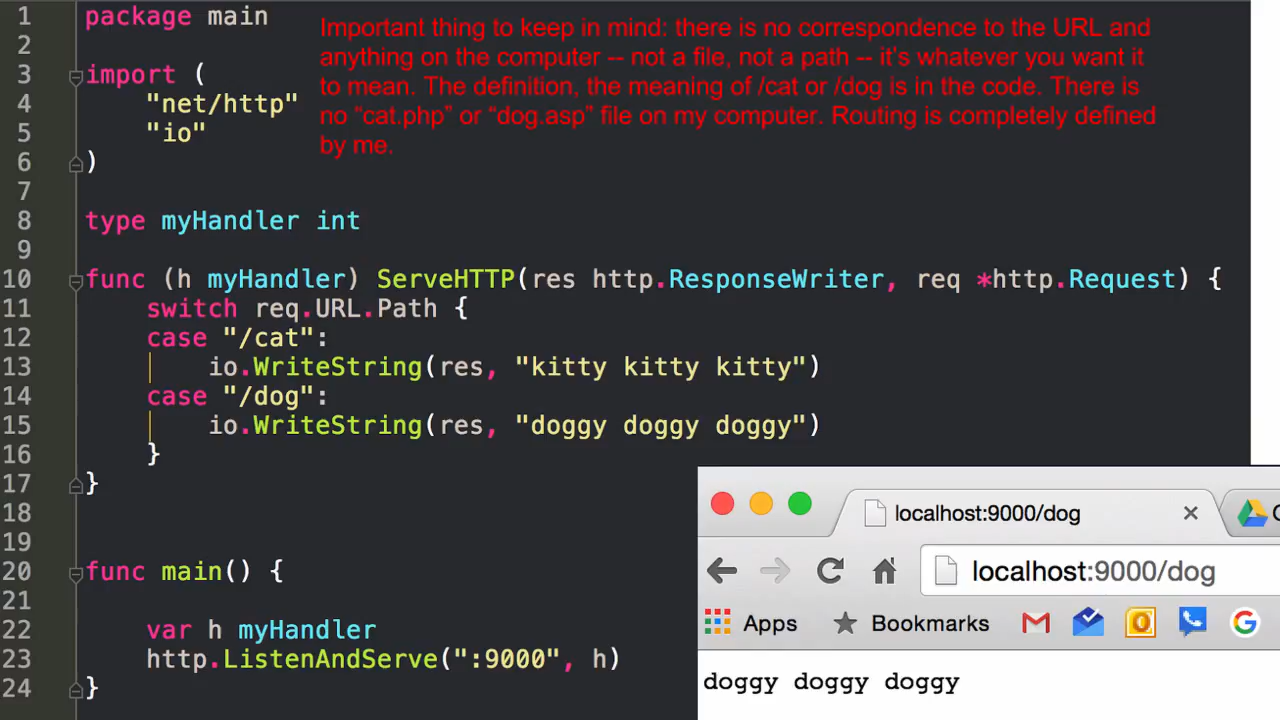 1 package main
Important thing to keep in mind: there is no correspondence to the URL and
anything on the computer -- not a file, not a path -- it's whatever you want it
to mean. The definition, the meaning of /cat or /dog is in the code. There is
no “cat.php” or “dog.asp” file on my computer. Routing is completely defined
by me.
2
3 import (
4 "net/http"
5 "io"
6 )
7
8 type myHandler int
9
10 func (h myHandler) ServeHTTP(res http.ResponseWriter, req *http.Request) {
11 switch req.URL.Path {
12 case "/cat":
13 io.WriteString(res, "kitty kitty kitty")
14 case "/dog":
15 io.WriteString(res, "doggy doggy doggy")
16 }
17 }
18
19
20 func main() {
21
22 var h myHandler
23 http.ListenAndServe(":9000", h)
24 }
localhost:9000/dog
localhost:9000/dog
Apps Bookmarks
doggy doggy doggy